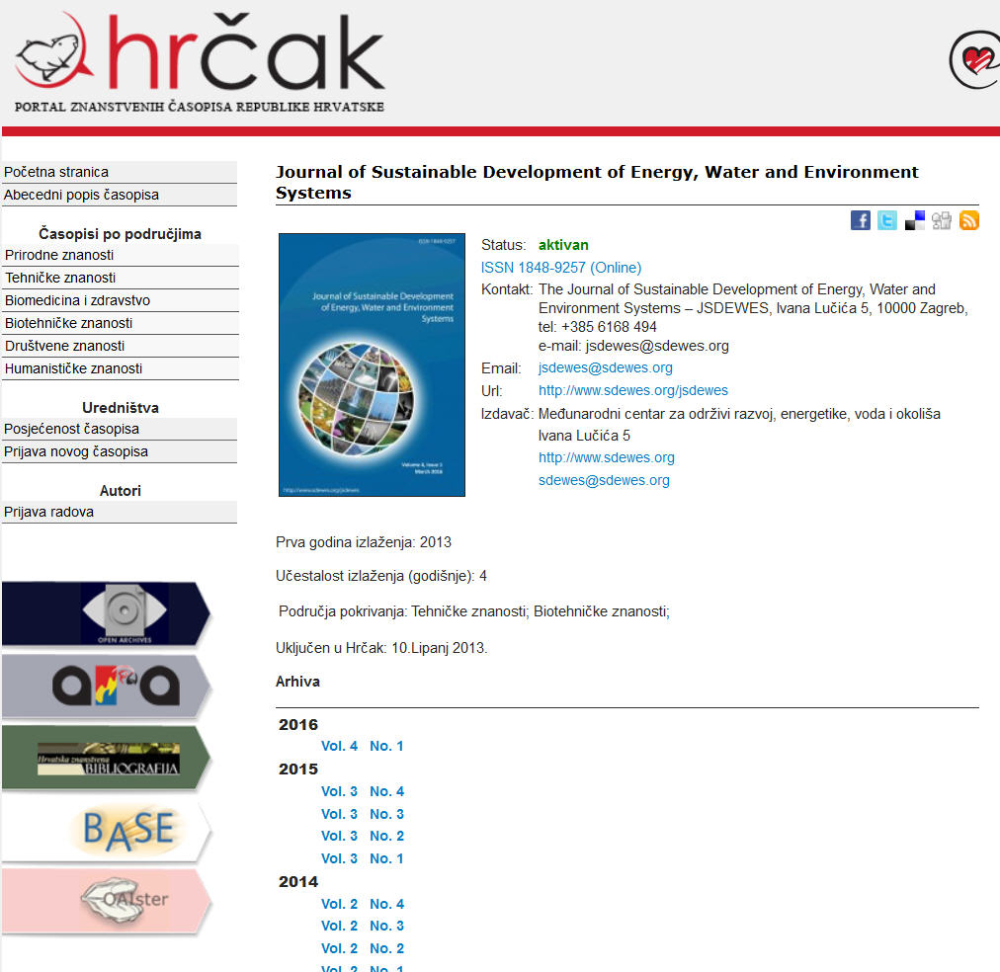 hrčak
PORTAL ZNANSTVENIH ČASOPISA REPUBLIKE HRVATSKE
Početna stranica
Abecedni popis časopisa
Časopisi po područjima
Prirodne znanosti
Tehničke znanosti
Biomedicina i zdravstvo
Biotehničke znanosti
Društvene znanosti
Humanističke znanosti
Uredništva
Posjećenost časopisa
Prijava novog časopisa
Autori
Prijava radova
OPEN ARCHIVES
Hrvatska znanstvena
BIBLIOGRAFIJA
BASE
OAIster
Journal of Sustainable Development of Energy, Water and Environment
Systems
ISSN 1848-9257
Journal of Sustainable Development
of Energy, Water and Environment
Systems
Volume 4, Issue 1
March 2016
http://www.sdewes.org/jsdewes
Status: aktivan
ISSN 1848-9257 (Online)
Kontakt: The Journal of Sustainable Development of Energy, Water and
Environment Systems – JSDEWES, Ivana Lučića 5, 10000 Zagreb,
tel: +385 6168 494
e-mail: jsdewes@sdewes.org
Email: jsdewes@sdewes.org
Url: http://www.sdewes.org/jsdewes
Izdavač: Međunarodni centar za održivi razvoj, energetike, voda i okoliša
Ivana Lučića 5
http://www.sdewes.org
sdewes@sdewes.org
Prva godina izlaženja: 2013
Učestalost izlaženja (godišnje): 4
Područja pokrivanja: Tehničke znanosti; Biotehničke znanosti;
Uključen u Hrčak: 10.Lipanj 2013.
Arhiva
2016
Vol. 4 No. 1
2015
Vol. 3 No. 4
Vol. 3 No. 3
Vol. 3 No. 2
Vol. 3 No. 1
2014
Vol. 2 No. 4
Vol. 2 No. 3
Vol. 2 No. 2
Vol. 2 No. 1